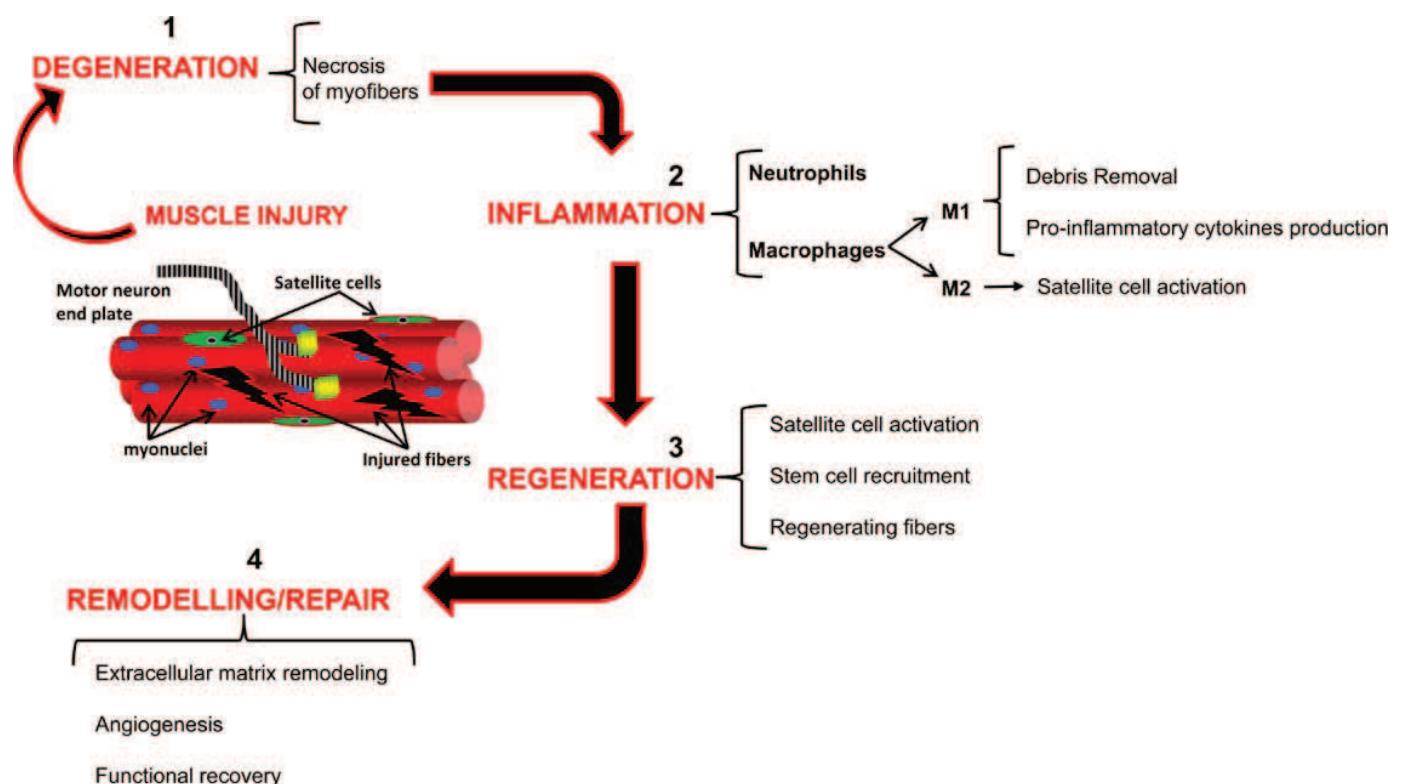 1
DEGENERATION
Necrosis
of myofibers
2
INFLAMMATION
Neutrophils
Macrophages
M1
Debris Removal
Pro-inflammatory cytokines production
M2
Satellite cell activation
MUSCLE INJURY
Motor neuron
end plate
Satellite cells
myonuclei
Injured fibers
3
REGENERATION
Satellite cell activation
Stem cell recruitment
Regenerating fibers
4
REMODELLING/REPAIR
Extracellular matrix remodeling
Angiogenesis
Functional recovery